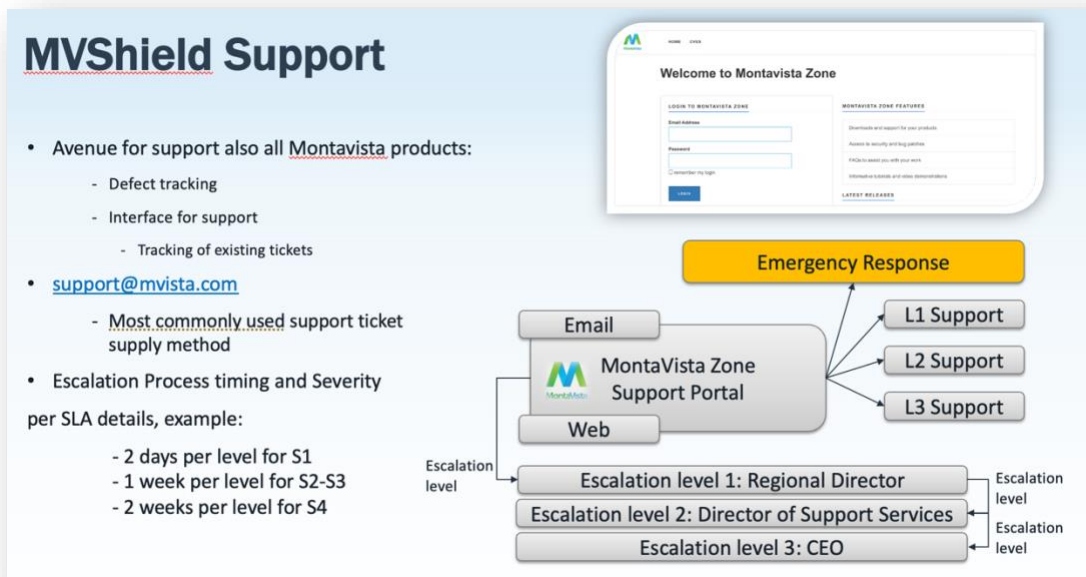 MVShield Support
• Avenue for support also all Montavista products:
- Defect tracking
- Interface for support
- Tracking of existing tickets
• support@mvista.com
- Most commonly used support ticket
supply method
• Escalation Process timing and Severity
per SLA details, example:
- 2 days per level for S1
- 1 week per level for S2-S3
- 2 weeks per level for S4
HOME CVES
Welcome to Montavista Zone
LOGIN TO MONTAVISTA ZONE
Email Address
Password
remember my login
LOGIN
MONTAVISTA ZONE FEATURES
Downloads and support for your products
Access to security and bug patches
FAQs to assist you with your work
Informative tutorials and video demonstrations
LATEST RELEASES
Emergency Response
Email
MontaVista
MontaVista Zone
Support Portal
Web
L1 Support
L2 Support
L3 Support
Escalation
level
Escalation level 1: Regional Director
Escalation level 2: Director of Support Services
Escalation level 3: CEO
Escalation
level
Escalation
level